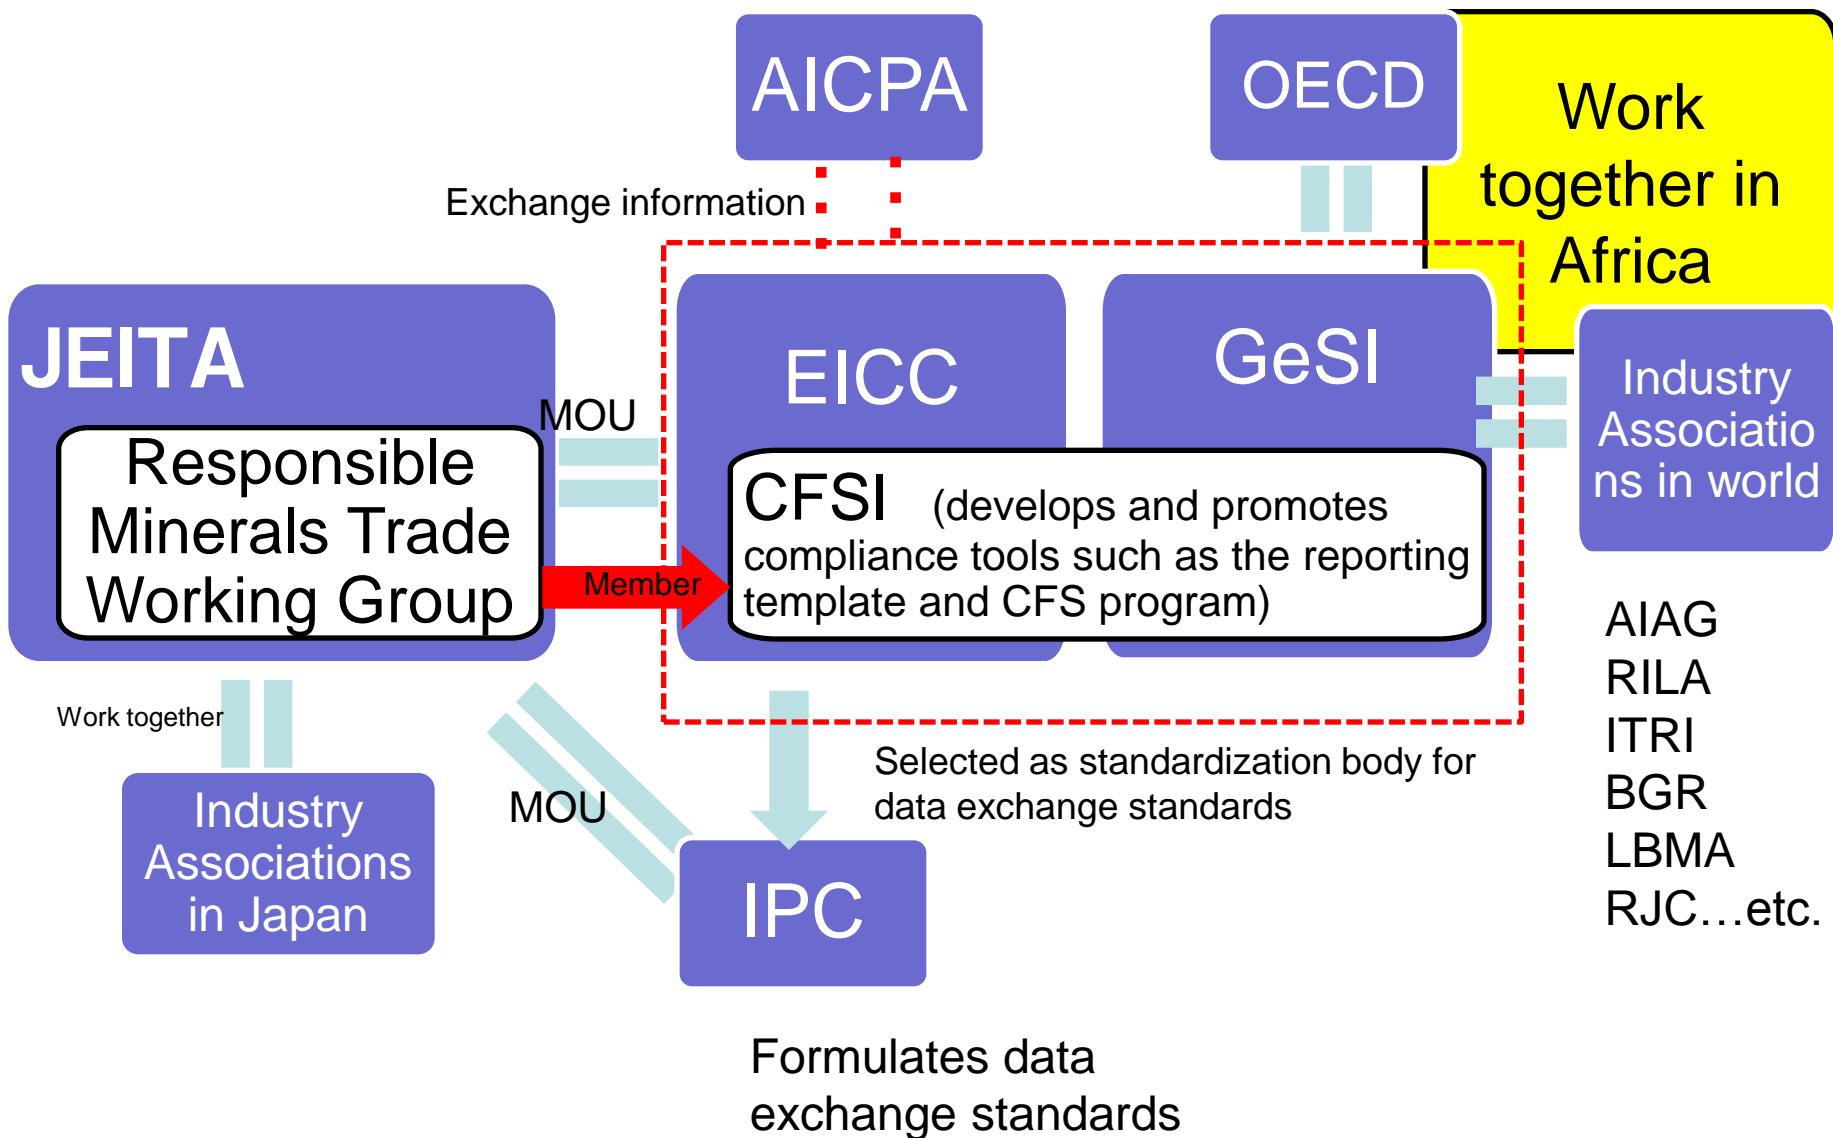 AICPA
OECD
Work
together in
Africa
Exchange information
JEITA
Responsible
Minerals Trade
Working Group
MOU
Member
EICC
GeSI
CFSI (develops and promotes
compliance tools such as the reporting
template and CFS program)
Industry
Associatio
ns in world
AIAG
RILA
ITRI
BGR
LBMA
RJC…etc.
Work together
Industry
Associations
in Japan
MOU
Selected as standardization body for
data exchange standards
IPC
Formulates data
exchange standards